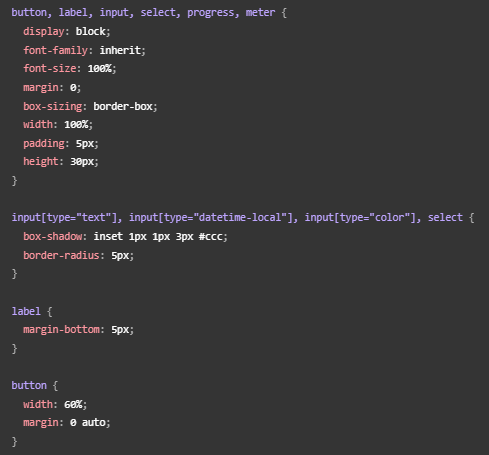 button, label, input, select, progress, meter {
  display: block;
  font-family: inherit;
  font-size: 100%;
  margin: 0;
  box-sizing: border-box;
  width: 100%;
  padding: 5px;
  height: 30px;
}

input[type="text"], input[type="datetime-local"], input[type="color"], select {
  box-shadow: inset 1px 1px 3px #ccc;
  border-radius: 5px;
}

label {
  margin-bottom: 5px;
}

button {
  width: 60%;
  margin: 0 auto;
}